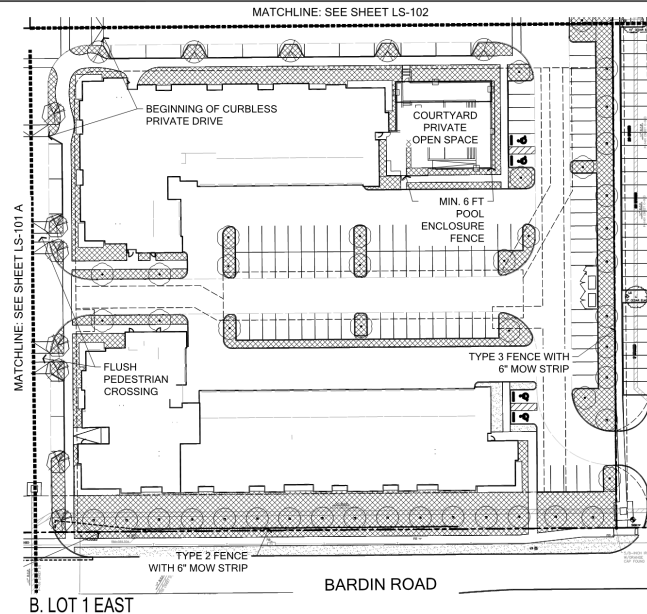 MATCHLINE: SEE SHEET LS-102
BEGINNING OF CURBLESS
PRIVATE DRIVE
COURTYARD
PRIVATE
OPEN SPACE
MIN. 6 FT
POOL
ENCLOSURE
FENCE
MATCHLINE: SEE SHEET LS-101 A
FLUSH
PEDESTRIAN
CROSSING
TYPE 3 FENCE WITH
6" MOW STRIP
TYPE 2 FENCE
WITH 6" MOW STRIP
BARDIN ROAD
B. LOT 1 EAST